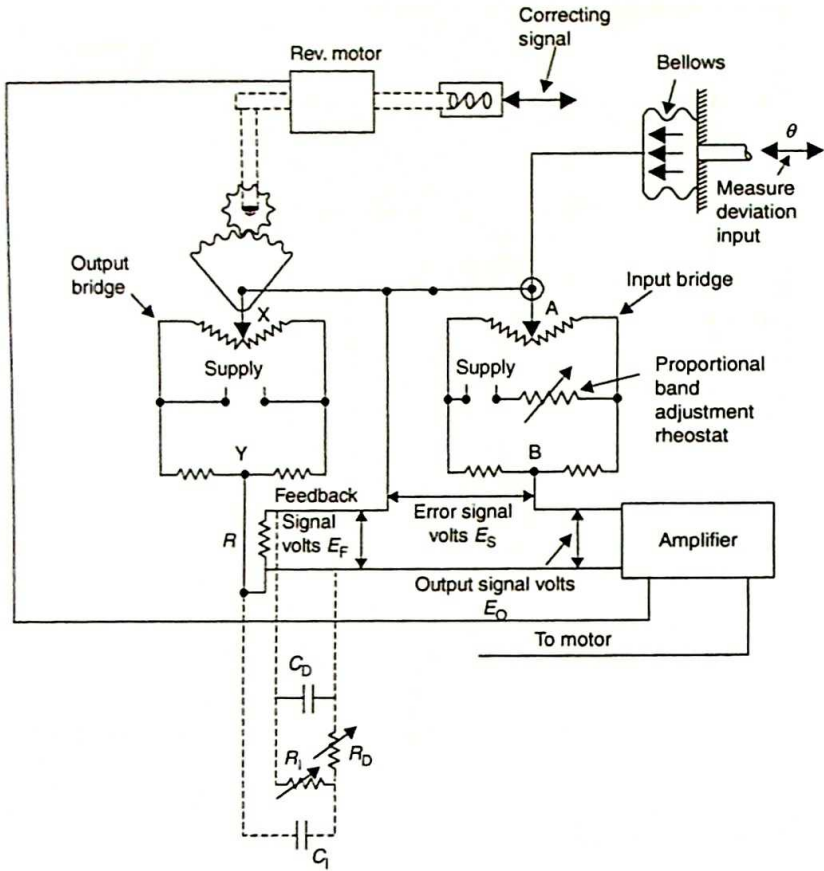 Correcting
signal
Rev. motor
Bellows
θ
Measure
deviation
input
Output
bridge
X
A
Input bridge
Supply
Supply
Proportional
band
adjustment
rheostat
Y
B
Feedback
Signal
volts E_F
Error signal
volts E_S
R
Amplifier
Output signal volts
E_O
To motor
C_D
R_I
R_D
C_I